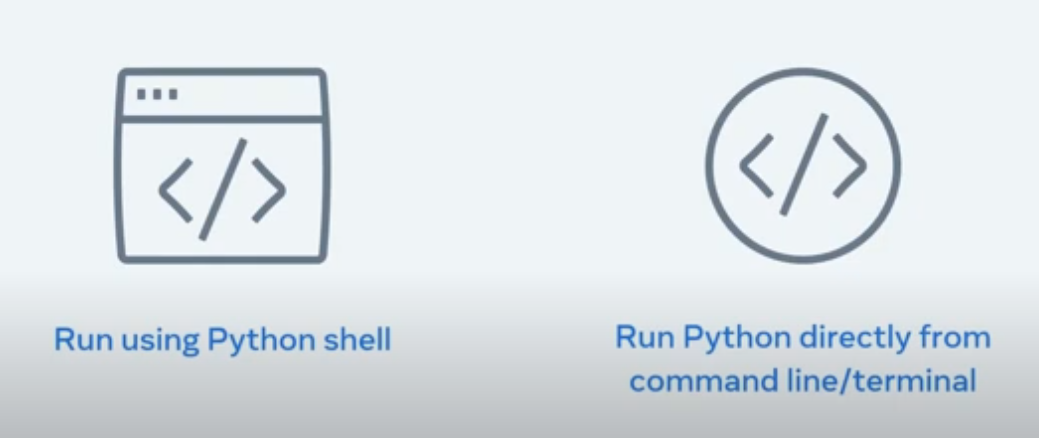 Run using Python shell
Run Python directly from
command line/terminal